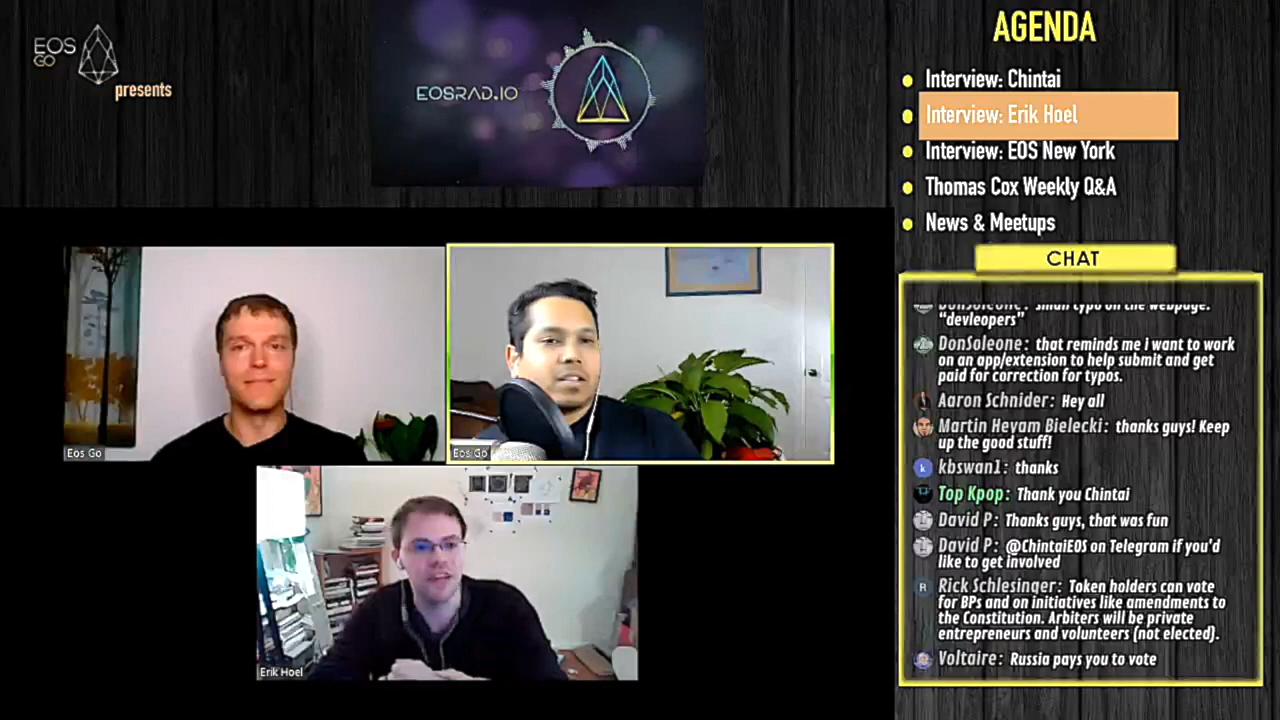 EOS
GO
presents
EOSRAD.IO
Eos Go
Eos Go
Erik Hoel
AGENDA
Interview: Chintai
Interview: Erik Hoel
Interview: EOS New York
Thomas Cox Weekly Q&A
News & Meetups
CHAT
DonSoleone: small typo on the webpage:
"devleopers"
DonSoleone: that reminds me i want to work
on an app/extension to help submit and get
paid for correction for typos.
Aaron Schnider: Hey all
Martin Heyam Bielecki: thanks guys! Keep
up the good stuff!
k kbswan1: thanks
Top Kpop: Thank you Chintai
David P: Thanks guys, that was fun
David P: @ChintaiEOS on Telegram if you'd
like to get involved
R Rick Schlesinger: Token holders can vote
for BPs and on initiatives like amendments to
the Constitution. Arbiters will be private
entrepreneurs and volunteers (not elected).
Voltaire: Russia pays you to vote